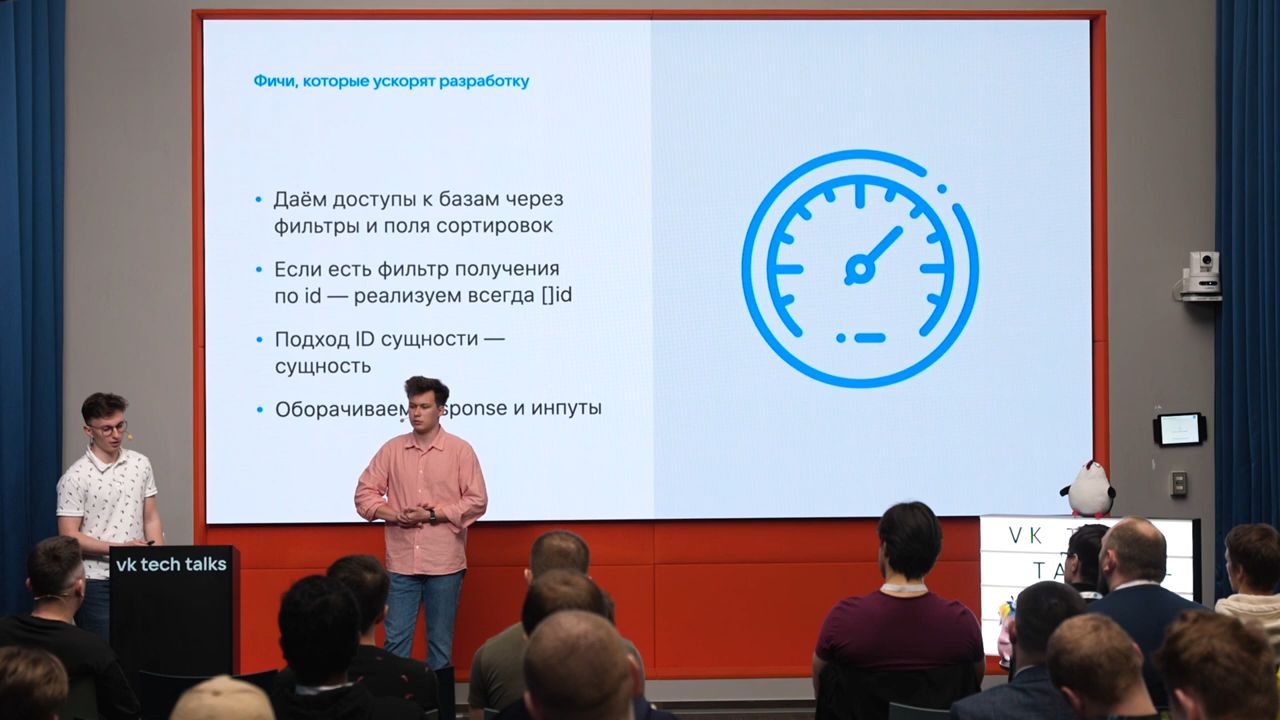 Фичи, которые ускорят разработку
• Даём доступы к базам через
фильтры и поля сортировок
• Если есть фильтр получения
по id — реализуем всегда []id
• Подход ID сущности —
сущность
• Оборачиваем и инпуты
vk tech talks
VK